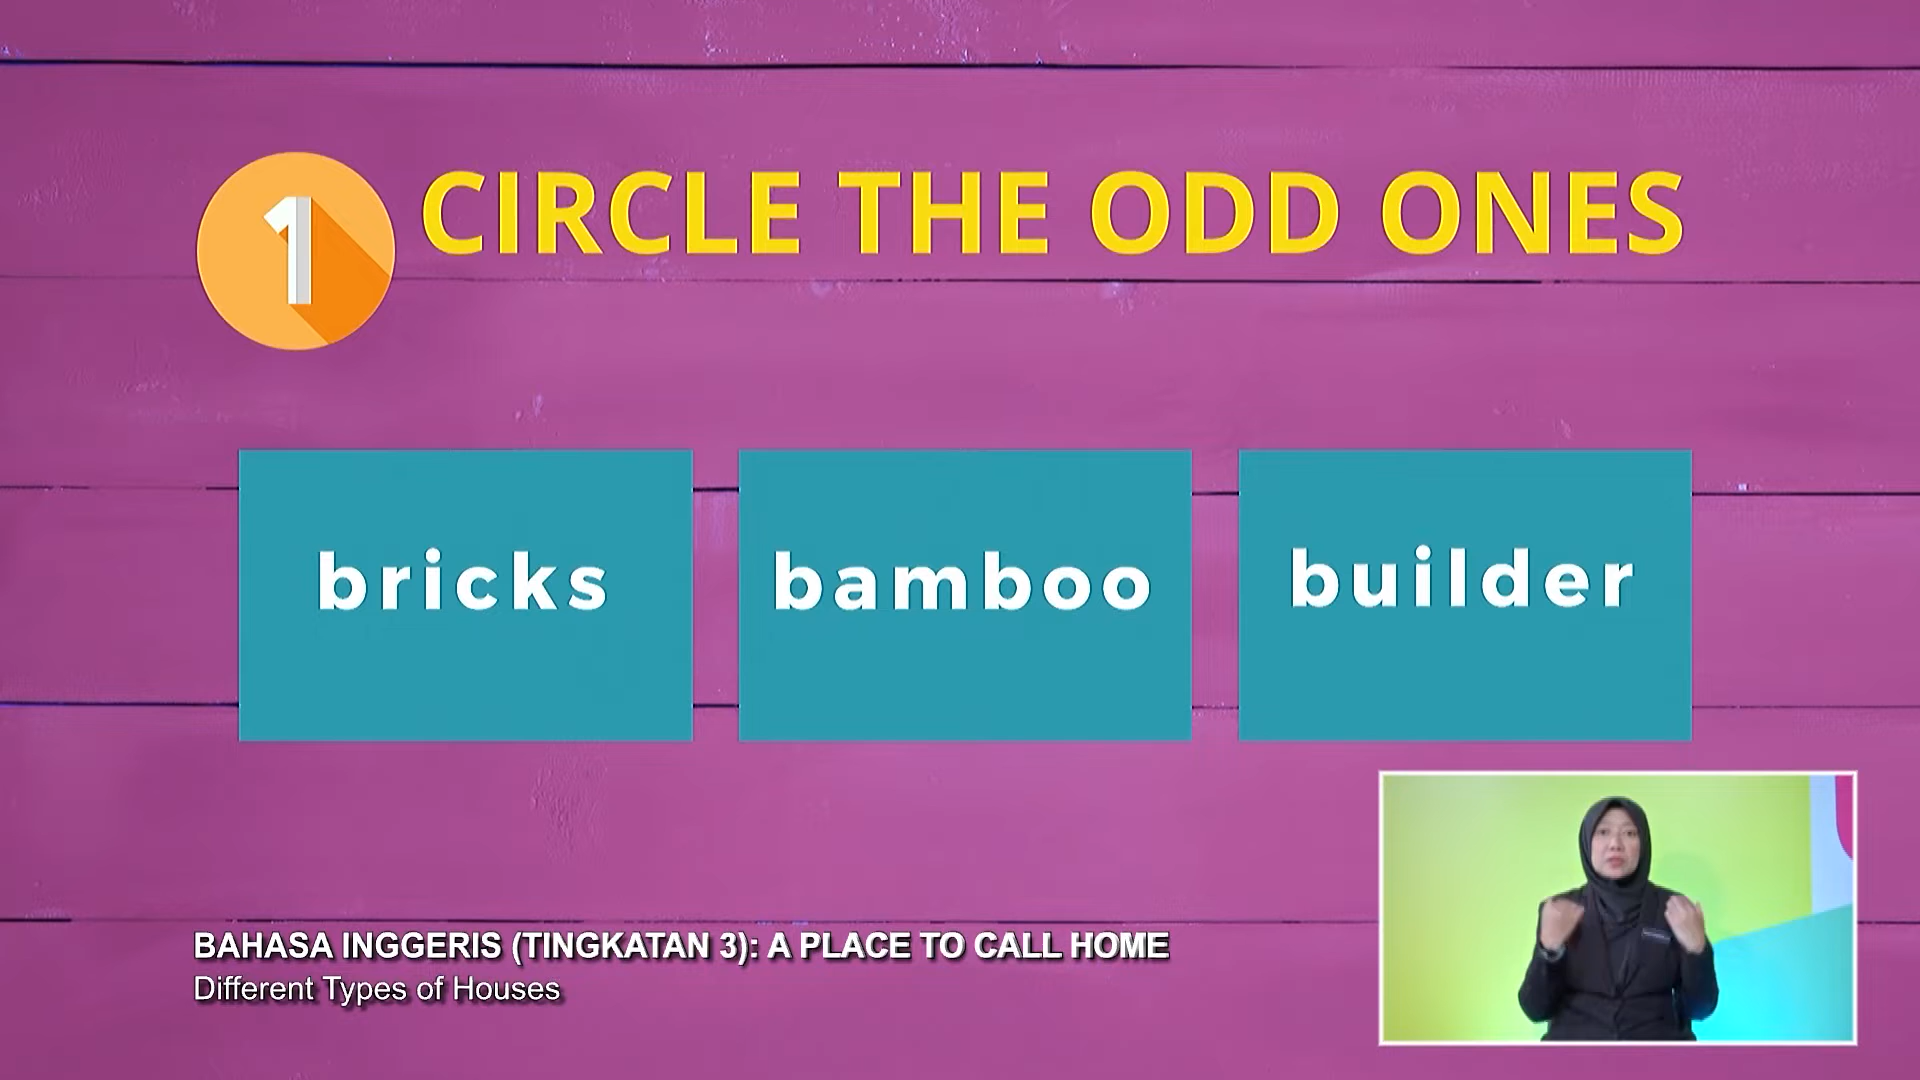 1 CIRCLE THE ODD ONES
bricks bamboo builder
BAHASA INGGERIS (TINGKATAN 3): A PLACE TO CALL HOME
Different Types of Houses